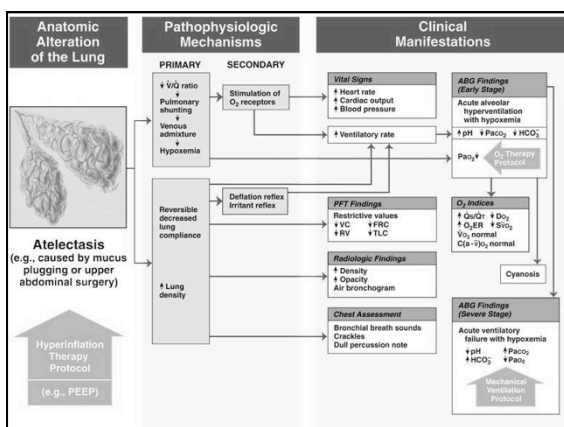 Anatomic
Alteration
of the Lung
Atelectasis
(e.g., caused by mucus
plugging or upper
abdominal surgery)
Hyperinflation
Therapy
Protocol
(e.g., PEEP)
Pathophysiologic
Mechanisms
PRIMARY
SECONDARY
↓ V̇/Q̇ ratio
Pulmonary
shunting
Venous
admixture
Hypoxemia
Stimulation of
O₂ receptors
Reversible
decreased
lung
compliance
↑ Lung
density
Deflation reflex
Irritant reflex
Clinical
Manifestations
Vital Signs
↑ Heart rate
↑ Cardiac output
↑ Blood pressure
↑ Ventilatory rate
PFT Findings
Restrictive values
↓ VC ↓ FRC
↓ RV ↓ TLC
Radiologic Findings
↑ Density
↑ Opacity
Air bronchogram
Chest Assessment
Bronchial breath sounds
Crackles
Dull percussion note
ABG Findings
(Early Stage)
Acute alveolar
hyperventilation
with hypoxemia
↑ pH ↓ Paco₂ ↓ HCO₃⁻
Pao₂↓
O₂ Therapy
Protocol
O₂ Indices
↑ Q̇s/Q̇T ↓ Do₂
↑ O₂ER ↓ Sv̄o₂
V̇o₂ normal
C(a-v̄)o₂ normal
Cyanosis
ABG Findings
(Severe Stage)
Acute ventilatory
failure with hypoxemia
↓pH ↑Paco₂
↑HCO₃⁻ ↓Pao₂
Mechanical
Ventilation
Protocol